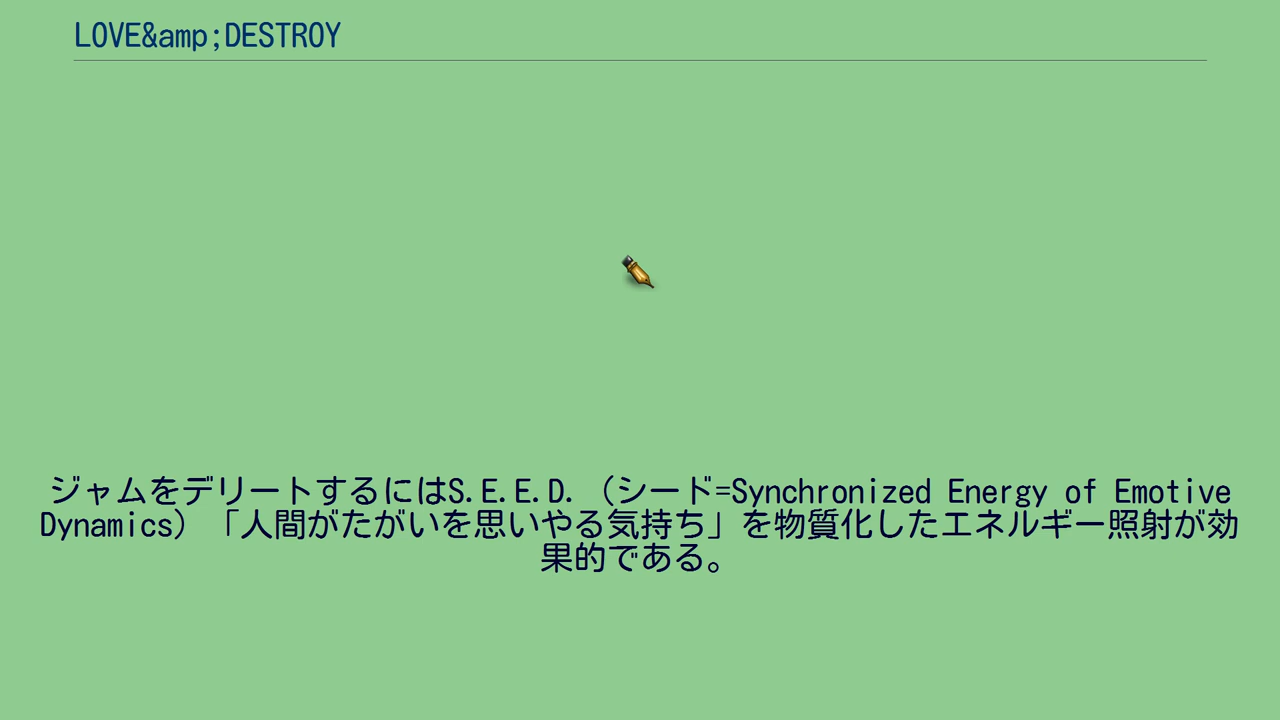 LOVE&amp;DESTROY
ジャムをデリートするにはS.E.E.D.（シード=Synchronized Energy of Emotive
Dynamics）「人間がたがいを思いやる気持ち」を物質化したエネルギー照射が効
果的である。